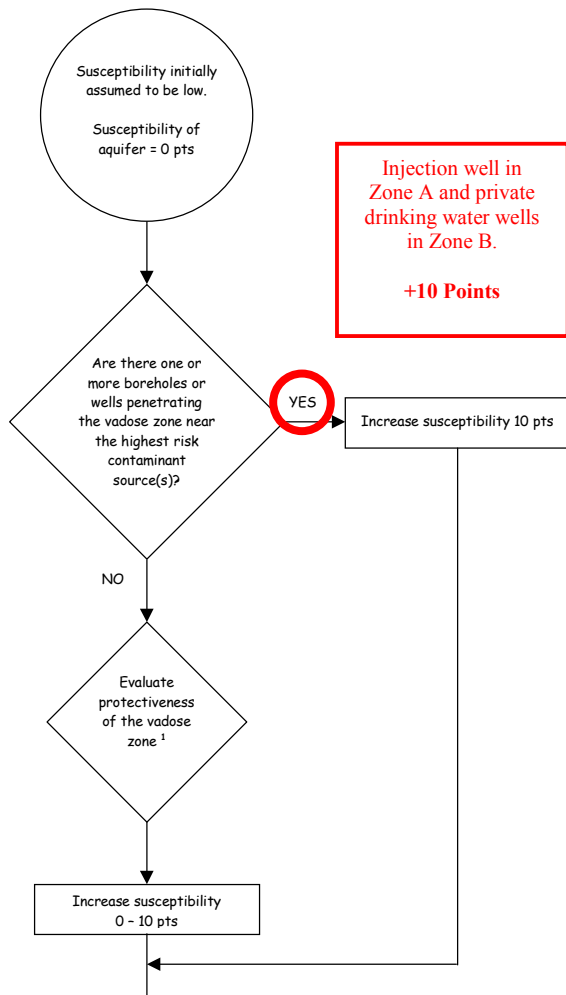 Susceptibility initially
assumed to be low.
Susceptibility of
aquifer = 0 pts
Injection well in
Zone A and private
drinking water wells
in Zone B.
+10 Points
Are there one or
more boreholes or
wells penetrating
the vadose zone near
the highest risk
contaminant
source(s)?
YES
Increase susceptibility 10 pts
NO
Evaluate
protectiveness
of the vadose
zone ¹
Increase susceptibility
0 – 10 pts